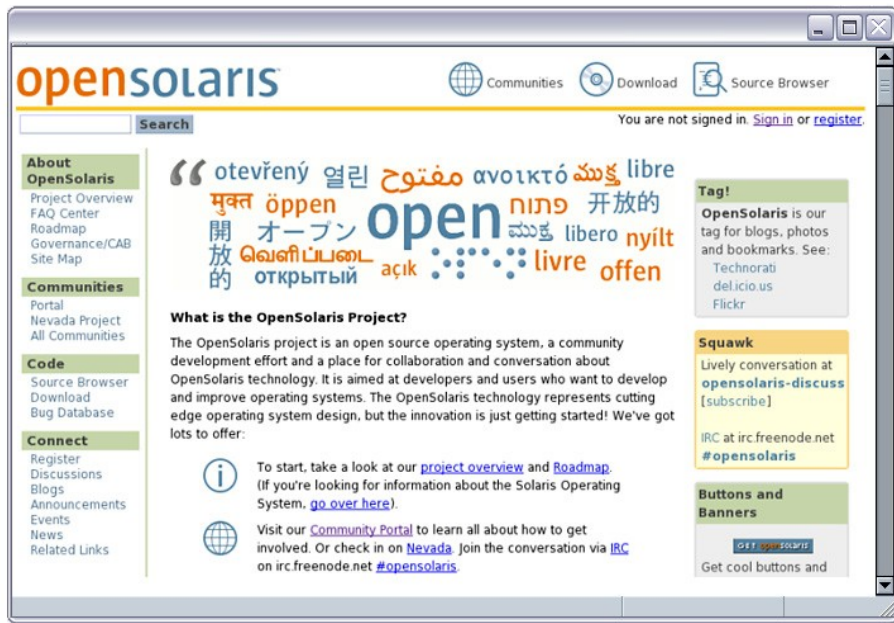 opensolaris
Communities
Download
Source Browser
Search
You are not signed in. Sign in or register.
About
OpenSolaris
Project Overview
FAQ Center
Roadmap
Governance/CAB
Site Map
Communities
Portal
Nevada Project
All Communities
Code
Source Browser
Download
Bug Database
Connect
Register
Discussions
Blogs
Announcements
Events
News
Related Links
“ otevřený 열린 مفتوح ανοικτό ముక్త libre
मुक्त öppen open פתוח 开放的
開放的 オープン ಮುಕ್ತ libero nýilt
வெளிப்படை livre
открытый açık offen
What is the OpenSolaris Project?
The OpenSolaris project is an open source operating system, a community
development effort and a place for collaboration and conversation about
OpenSolaris technology. It is aimed at developers and users who want to develop
and improve operating systems. The OpenSolaris technology represents cutting
edge operating system design, but the innovation is just getting started! We've got
lots to offer:
To start, take a look at our project overview and Roadmap.
(If you're looking for information about the Solaris Operating
System, go over here).
Visit our Community Portal to learn all about how to get
involved. Or check in on Nevada. Join the conversation via IRC
on irc.freenode.net #opensolaris.
Tag!
OpenSolaris is our
tag for blogs, photos
and bookmarks. See:
Technorati
del.icio.us
Flickr
Squawk
Lively conversation at
opensolaris-discuss
[subscribe]
IRC at irc.freenode.net
#opensolaris
Buttons and
Banners
GET opensolaris
Get cool buttons and